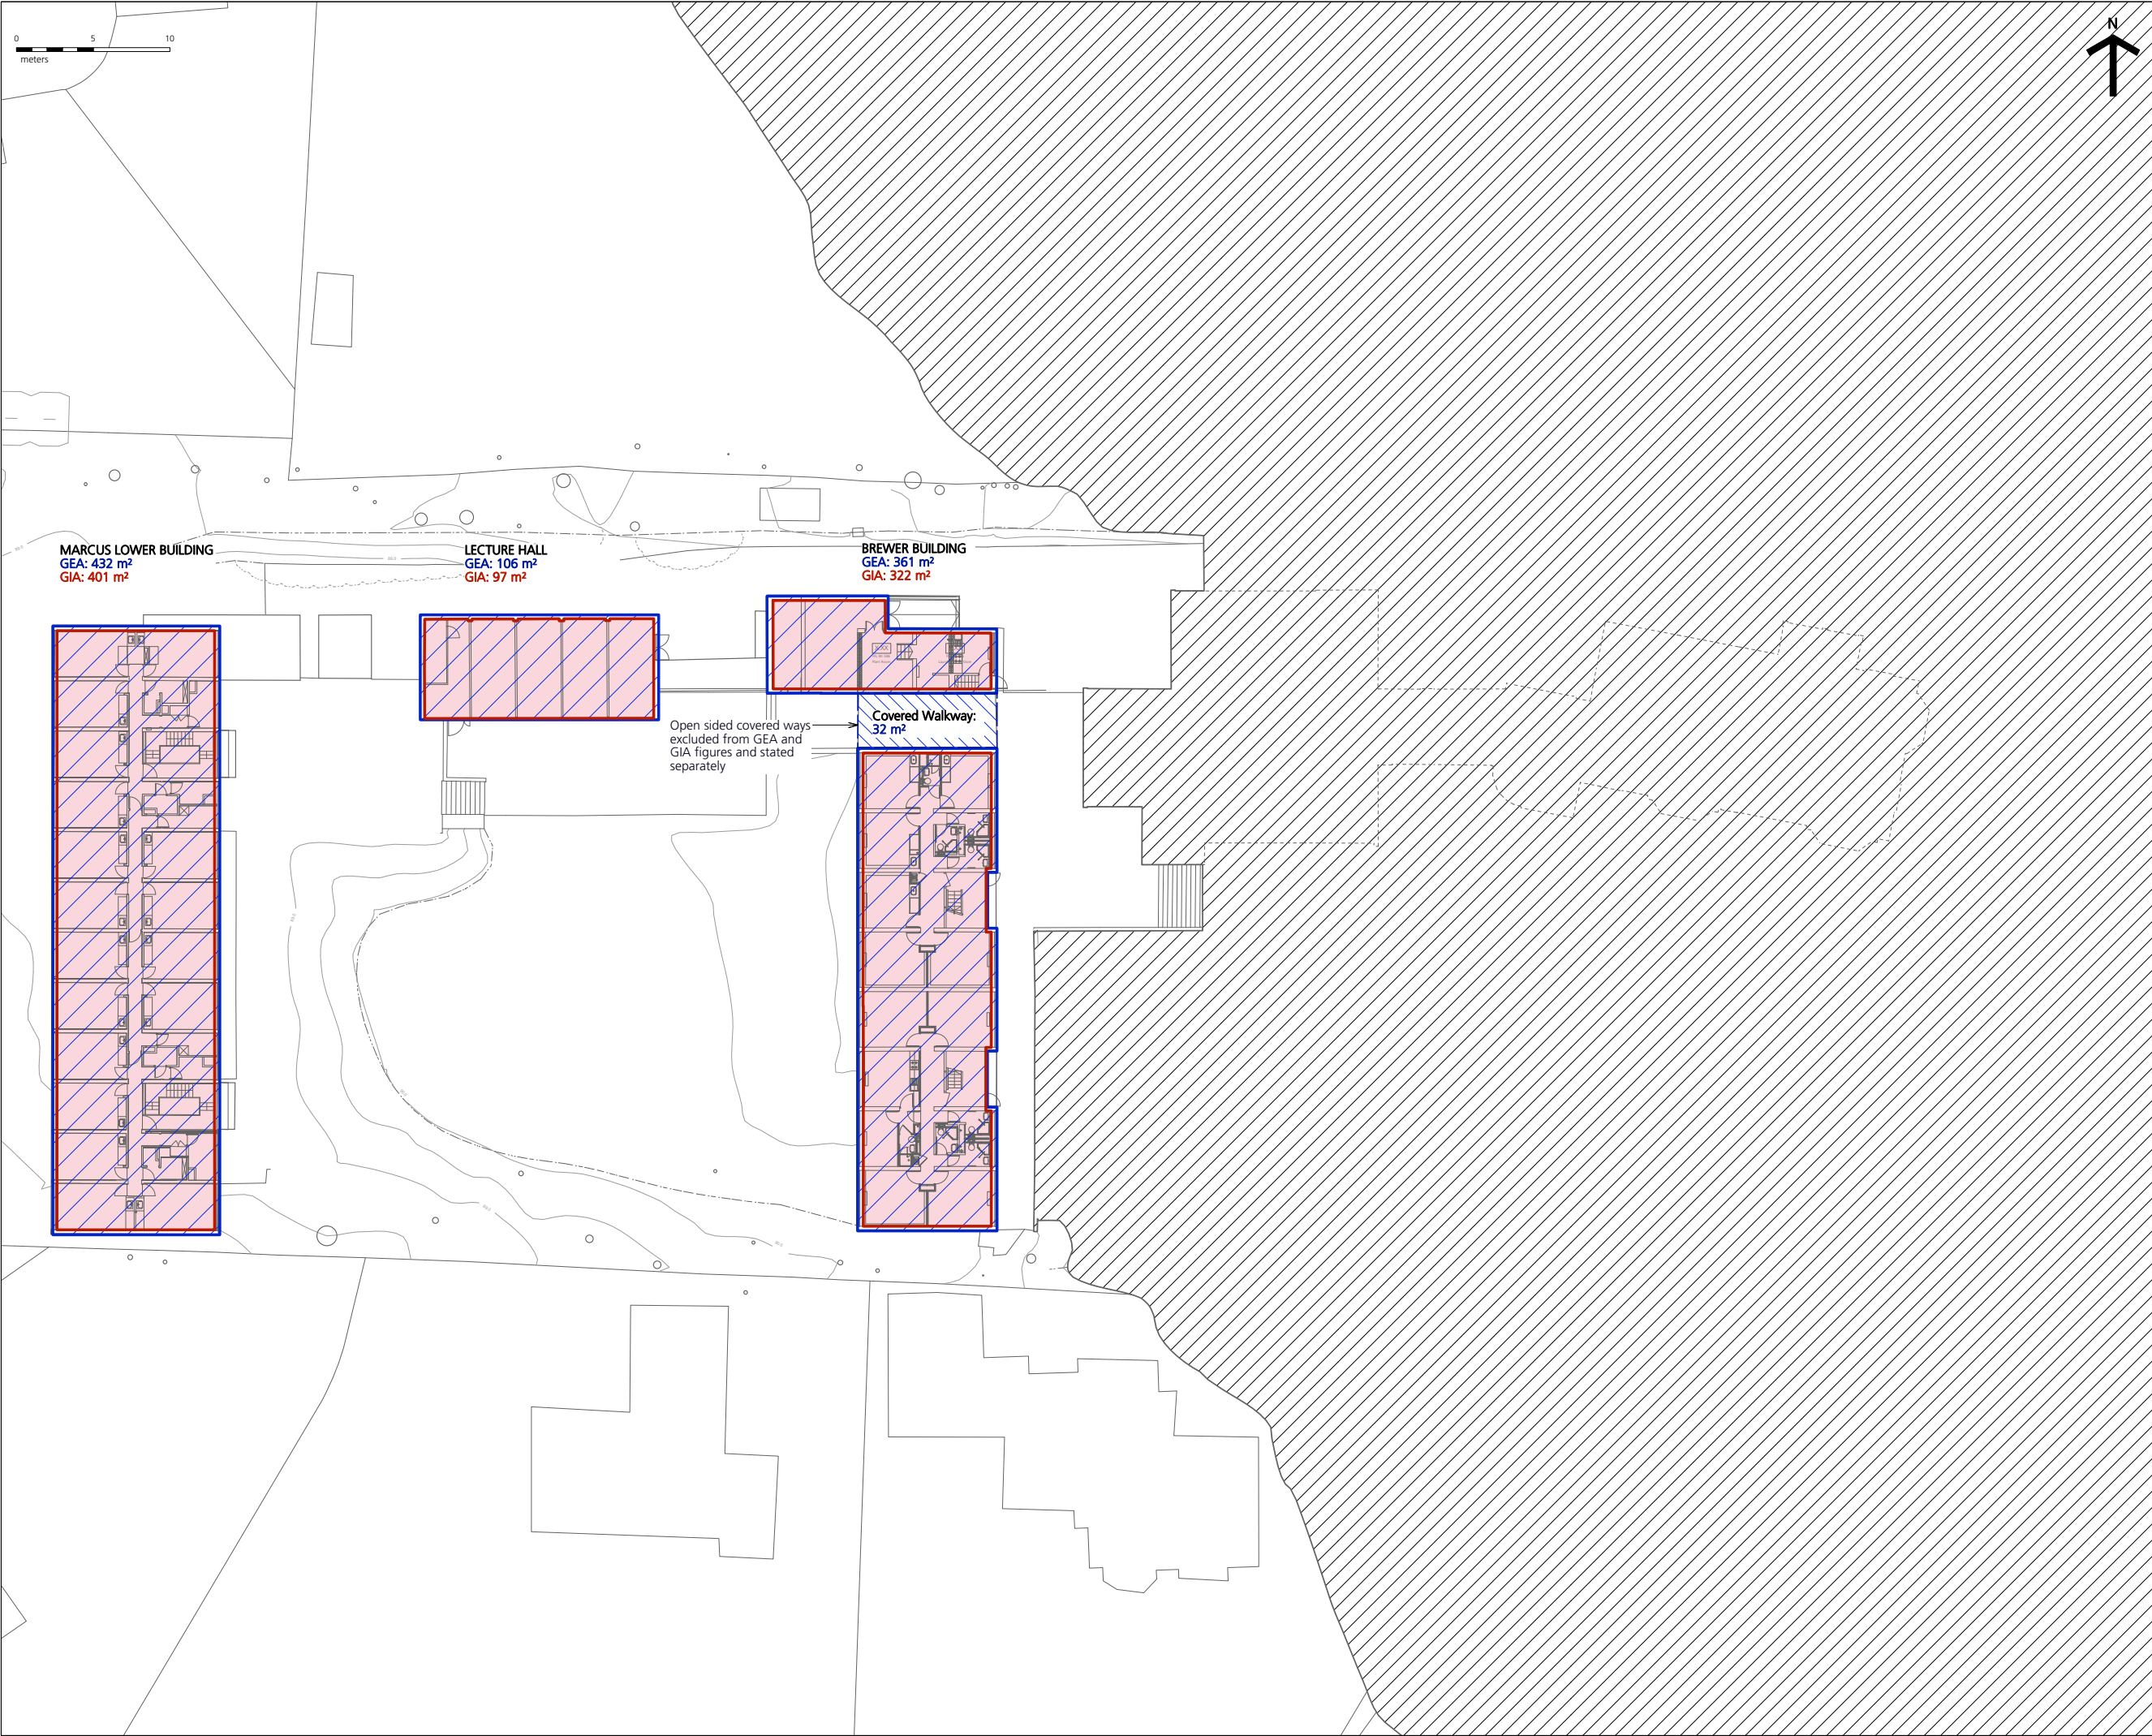 0 5 10
meters
N
MARCUS LOWER BUILDING
GEA: 432 m²
GIA: 401 m²
LECTURE HALL
GEA: 106 m²
GIA: 97 m²
BREWER BUILDING
GEA: 361 m²
GIA: 322 m²
Open sided covered ways
excluded from GEA and
GIA figures and stated
separately
Covered Walkway:
32 m²